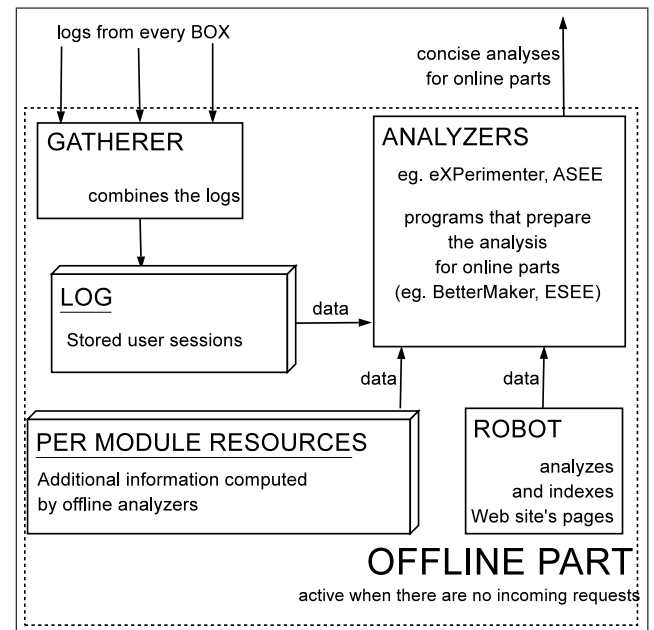 logs from every BOX
concise analyses
for online parts
GATHERER
combines the logs
ANALYZERS
eg. eXPerimenter, ASEE
programs that prepare
the analysis
for online parts
(eg. BetterMaker, ESEE)
LOG
Stored user sessions
data
data
data
PER MODULE RESOURCES
Additional information computed
by offline analyzers
ROBOT
analyzes
and indexes
Web site's pages
OFFLINE PART
active when there are no incoming requests